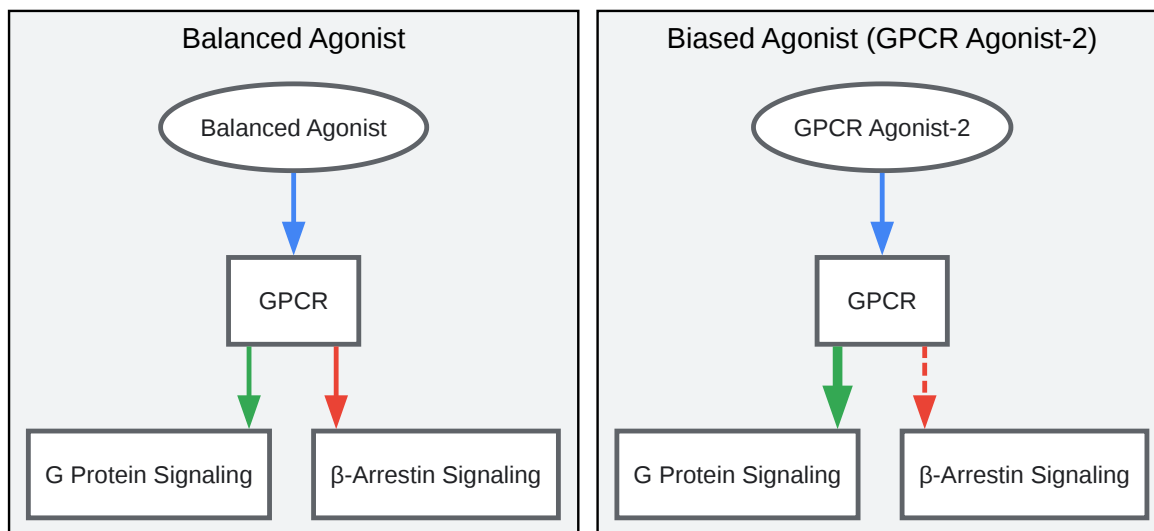 Balanced Agonist
Balanced Agonist
GPCR
G Protein Signaling
β-Arrestin Signaling
Biased Agonist (GPCR Agonist-2)
GPCR Agonist-2
GPCR
G Protein Signaling
β-Arrestin Signaling